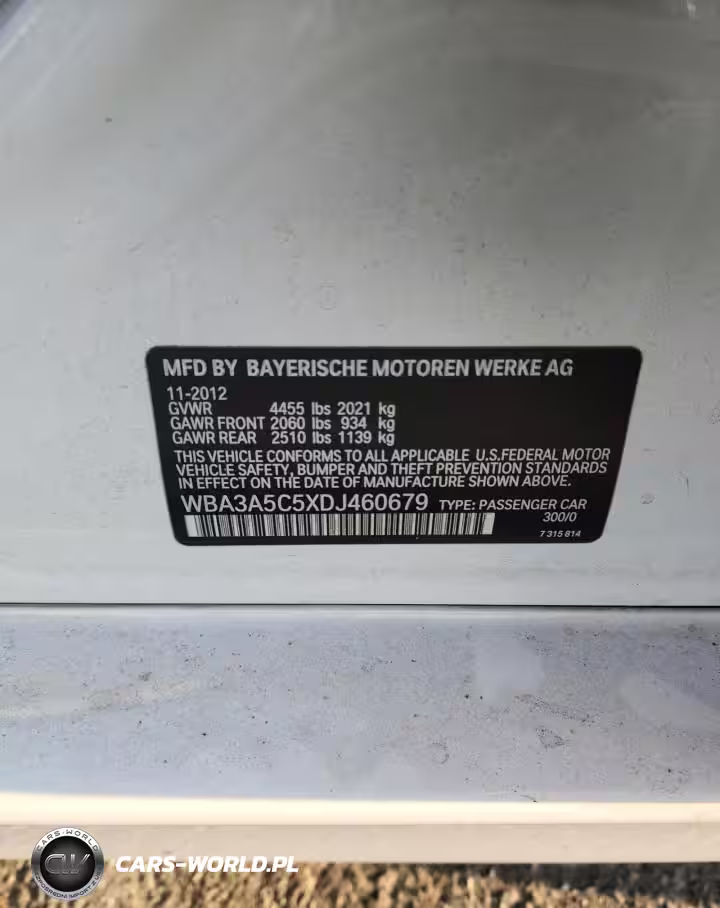 MFD BY BAYERISCHE MOTOREN WERKE AG
11-2012
GVWR 4455 lbs 2021 kg
GAWR FRONT 2060 lbs 934 kg
GAWR REAR 2510 lbs 1139 kg
THIS VEHICLE CONFORMS TO ALL APPLICABLE U.S.FEDERAL MOTOR
VEHICLE SAFETY, BUMPER AND THEFT PREVENTION STANDARDS
IN EFFECT ON THE DATE OF MANUFACTURE SHOWN ABOVE.
WBA3A5C5XDJ460679 TYPE: PASSENGER CAR
300/0
7 315 814
CARS-WORLD
CW
CARS-WORLD.PL